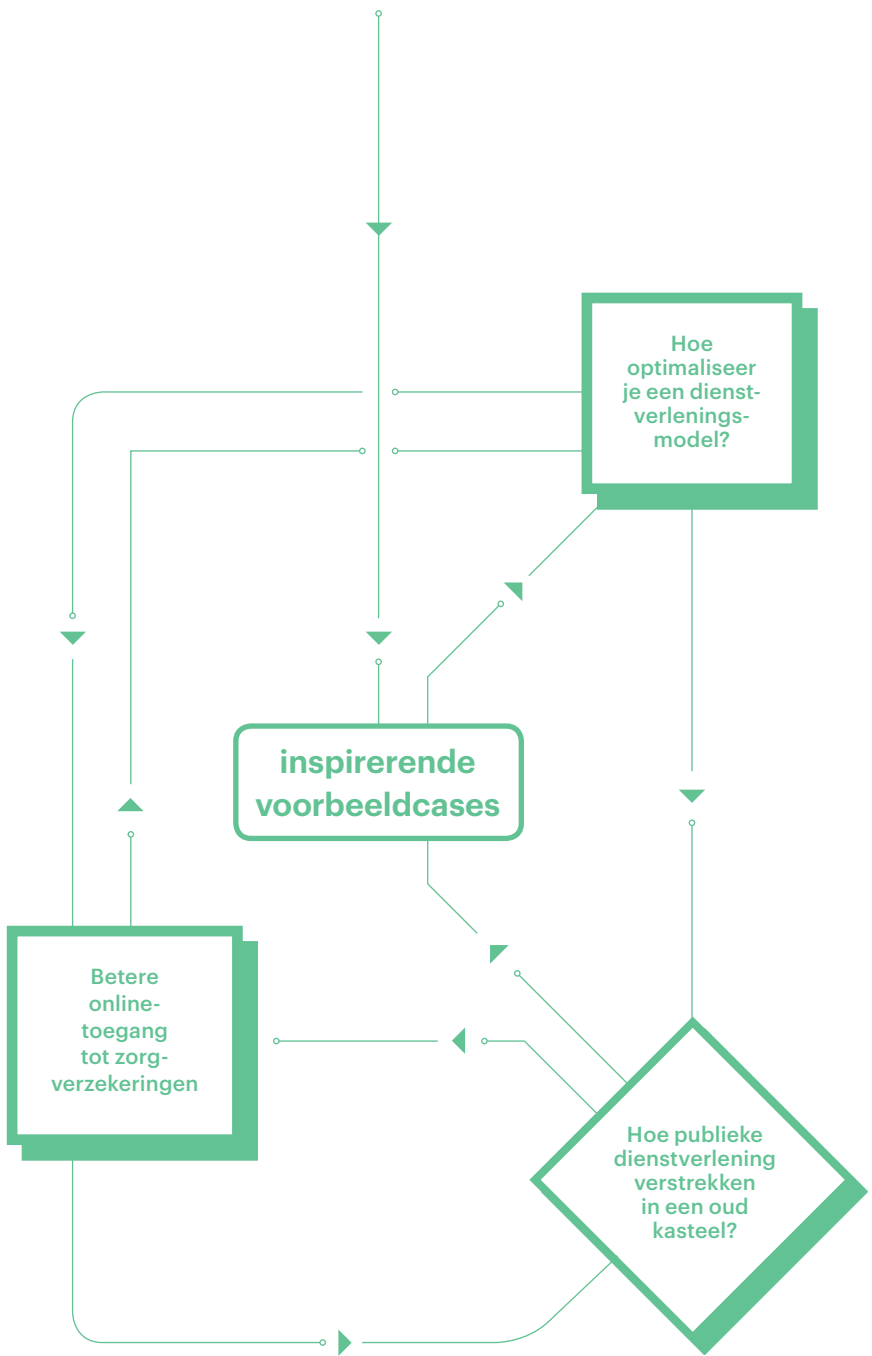 Hoe
optimaliseer
je een dienst-
verlenings-
model?
inspirerende
voorbeeldcases
Betere
online-
toegang
tot zorg-
verzekeringen
Hoe publieke
dienstverlening
verstrekken
in een oud
kasteel?